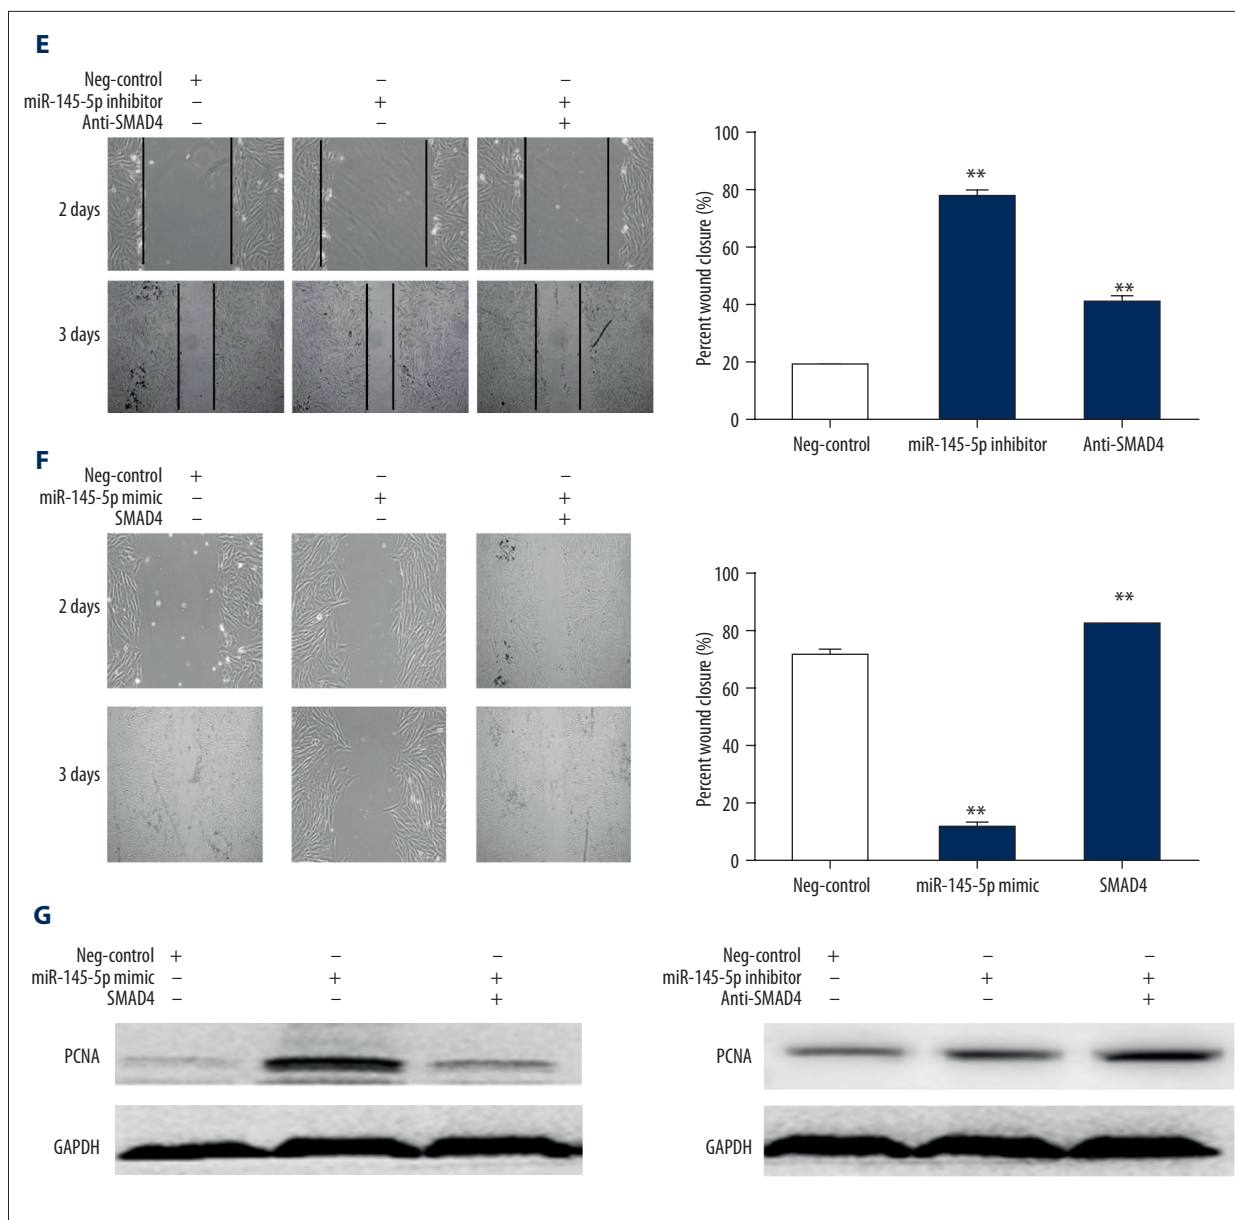 E
Neg-control + – –
miR-145-5p inhibitor – + +
Anti-SMAD4 – – +
2 days
3 days
100
80
60
40
20
0
Percent wound closure (%)
**
**
Neg-control miR-145-5p inhibitor Anti-SMAD4
F
Neg-control + – –
miR-145-5p mimic – + +
SMAD4 – – +
2 days
3 days
100
80
60
40
20
0
Percent wound closure (%)
**
**
Neg-control miR-145-5p mimic SMAD4
G
Neg-control + – –
miR-145-5p mimic – + +
SMAD4 – – +
PCNA
GAPDH
Neg-control + – –
miR-145-5p inhibitor – + +
Anti-SMAD4 – – +
PCNA
GAPDH